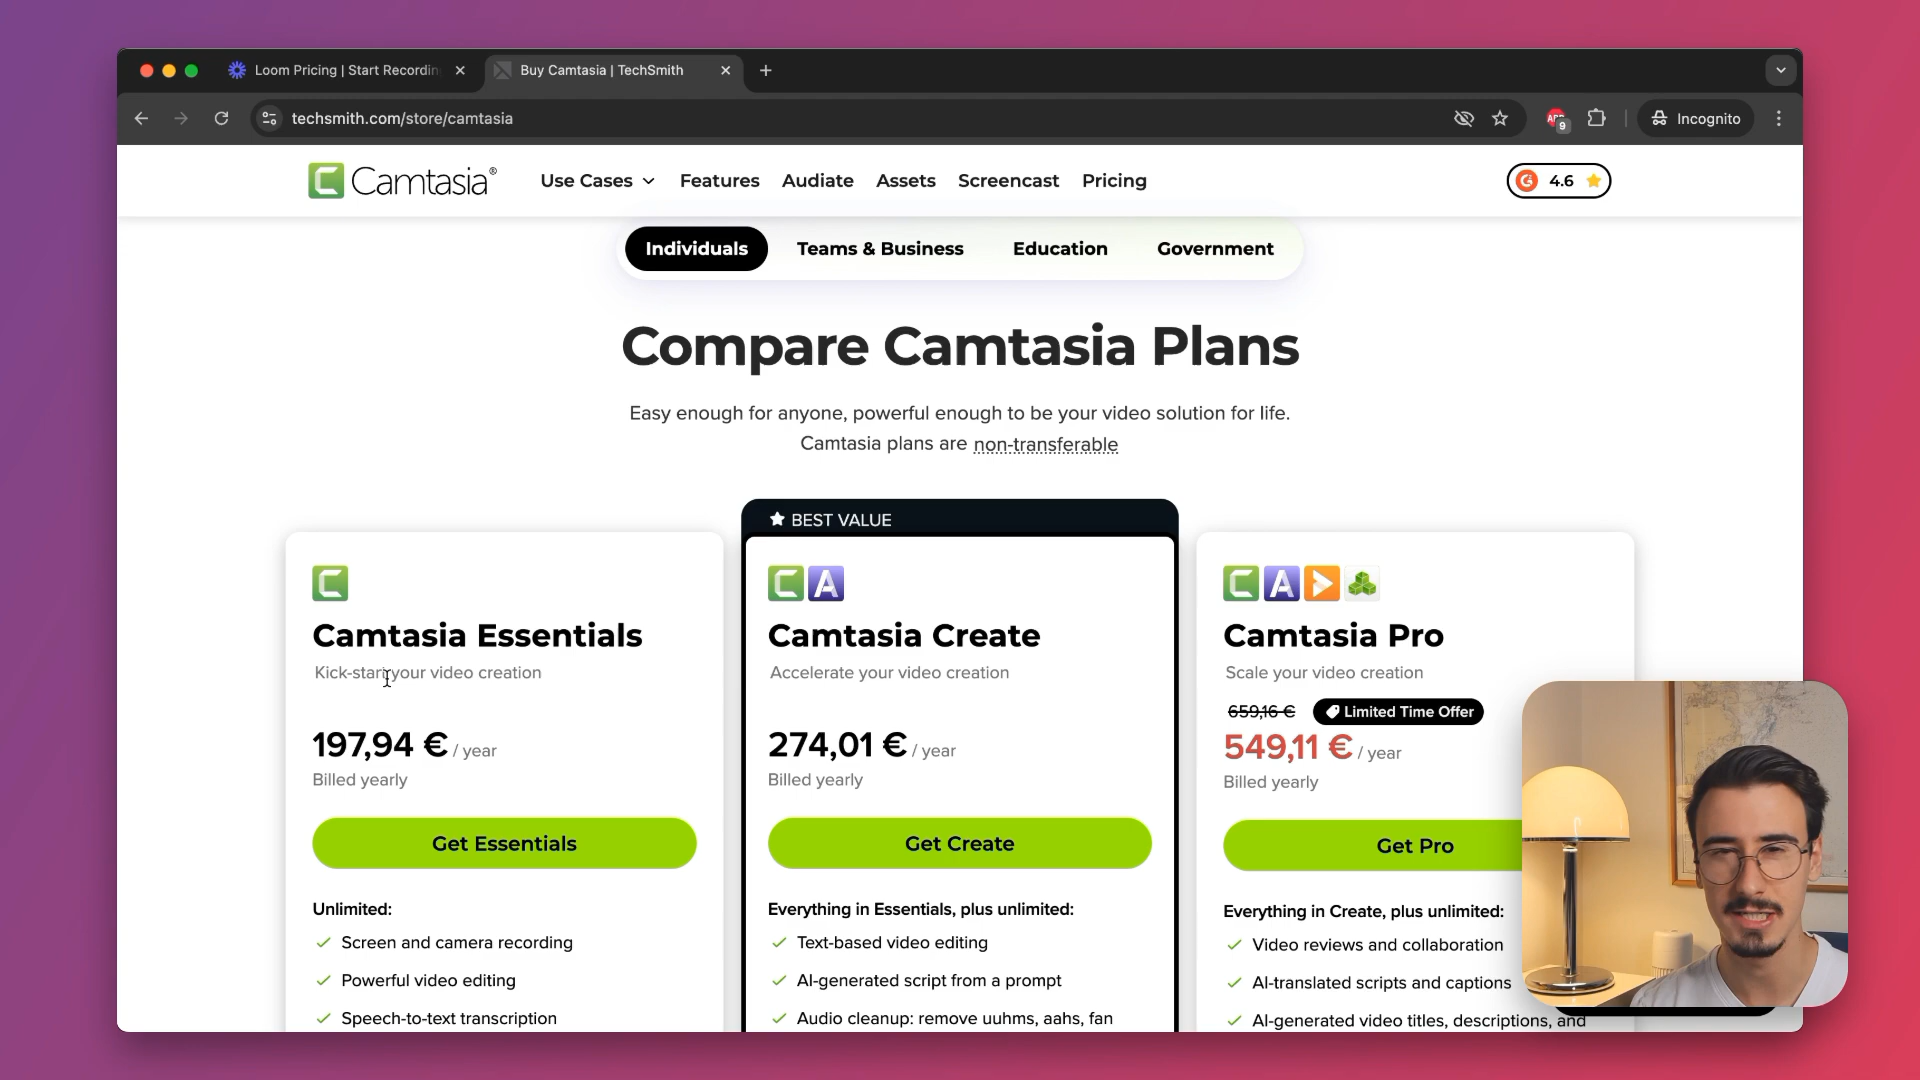 Loom Pricing | Start Recordin
Buy Camtasia | TechSmith
techsmith.com/store/camtasia
ABP
9
Incognito
Camtasia®
Use Cases
Features
Audiate
Assets
Screencast
Pricing
4.6
Individuals
Teams & Business
Education
Government
Compare Camtasia Plans
Easy enough for anyone, powerful enough to be your video solution for life.
Camtasia plans are non-transferable
Camtasia Essentials
Kick-start your video creation
197,94 € / year
Billed yearly
Get Essentials
Unlimited:
Screen and camera recording
Powerful video editing
Speech-to-text transcription
BEST VALUE
Camtasia Create
Accelerate your video creation
274,01 € / year
Billed yearly
Get Create
Everything in Essentials, plus unlimited:
Text-based video editing
AI-generated script from a prompt
Audio cleanup: remove uuhms, aahs, fan
Camtasia Pro
Scale your video creation
659,16 €
Limited Time Offer
549,11 € / year
Billed yearly
Get Pro
Everything in Create, plus unlimited:
Video reviews and collaboration
AI-translated scripts and captions
AI-generated video titles, descriptions, and